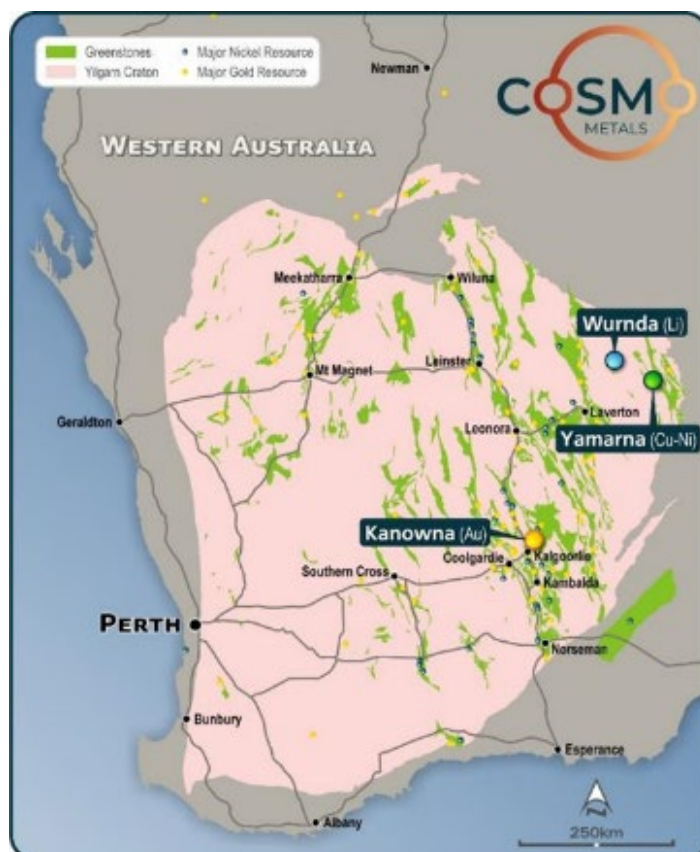 Greenstones
Major Nickel Resource
Yilgarn Craton
Major Gold Resource
COSMO
METALS
Newman
WESTERN AUSTRALIA
Meekatharra
Wiluna
Wurnda (Li)
Leinster
Mt Magnet
Geraldton
Laverton
Leonora
Yamarna (Cu-Ni)
Kanowna (Au)
Kalgoorlie
Coolgardie
Southern Cross
Kambalda
PERTH
Norseman
Bunbury
Esperance
Albany
250km